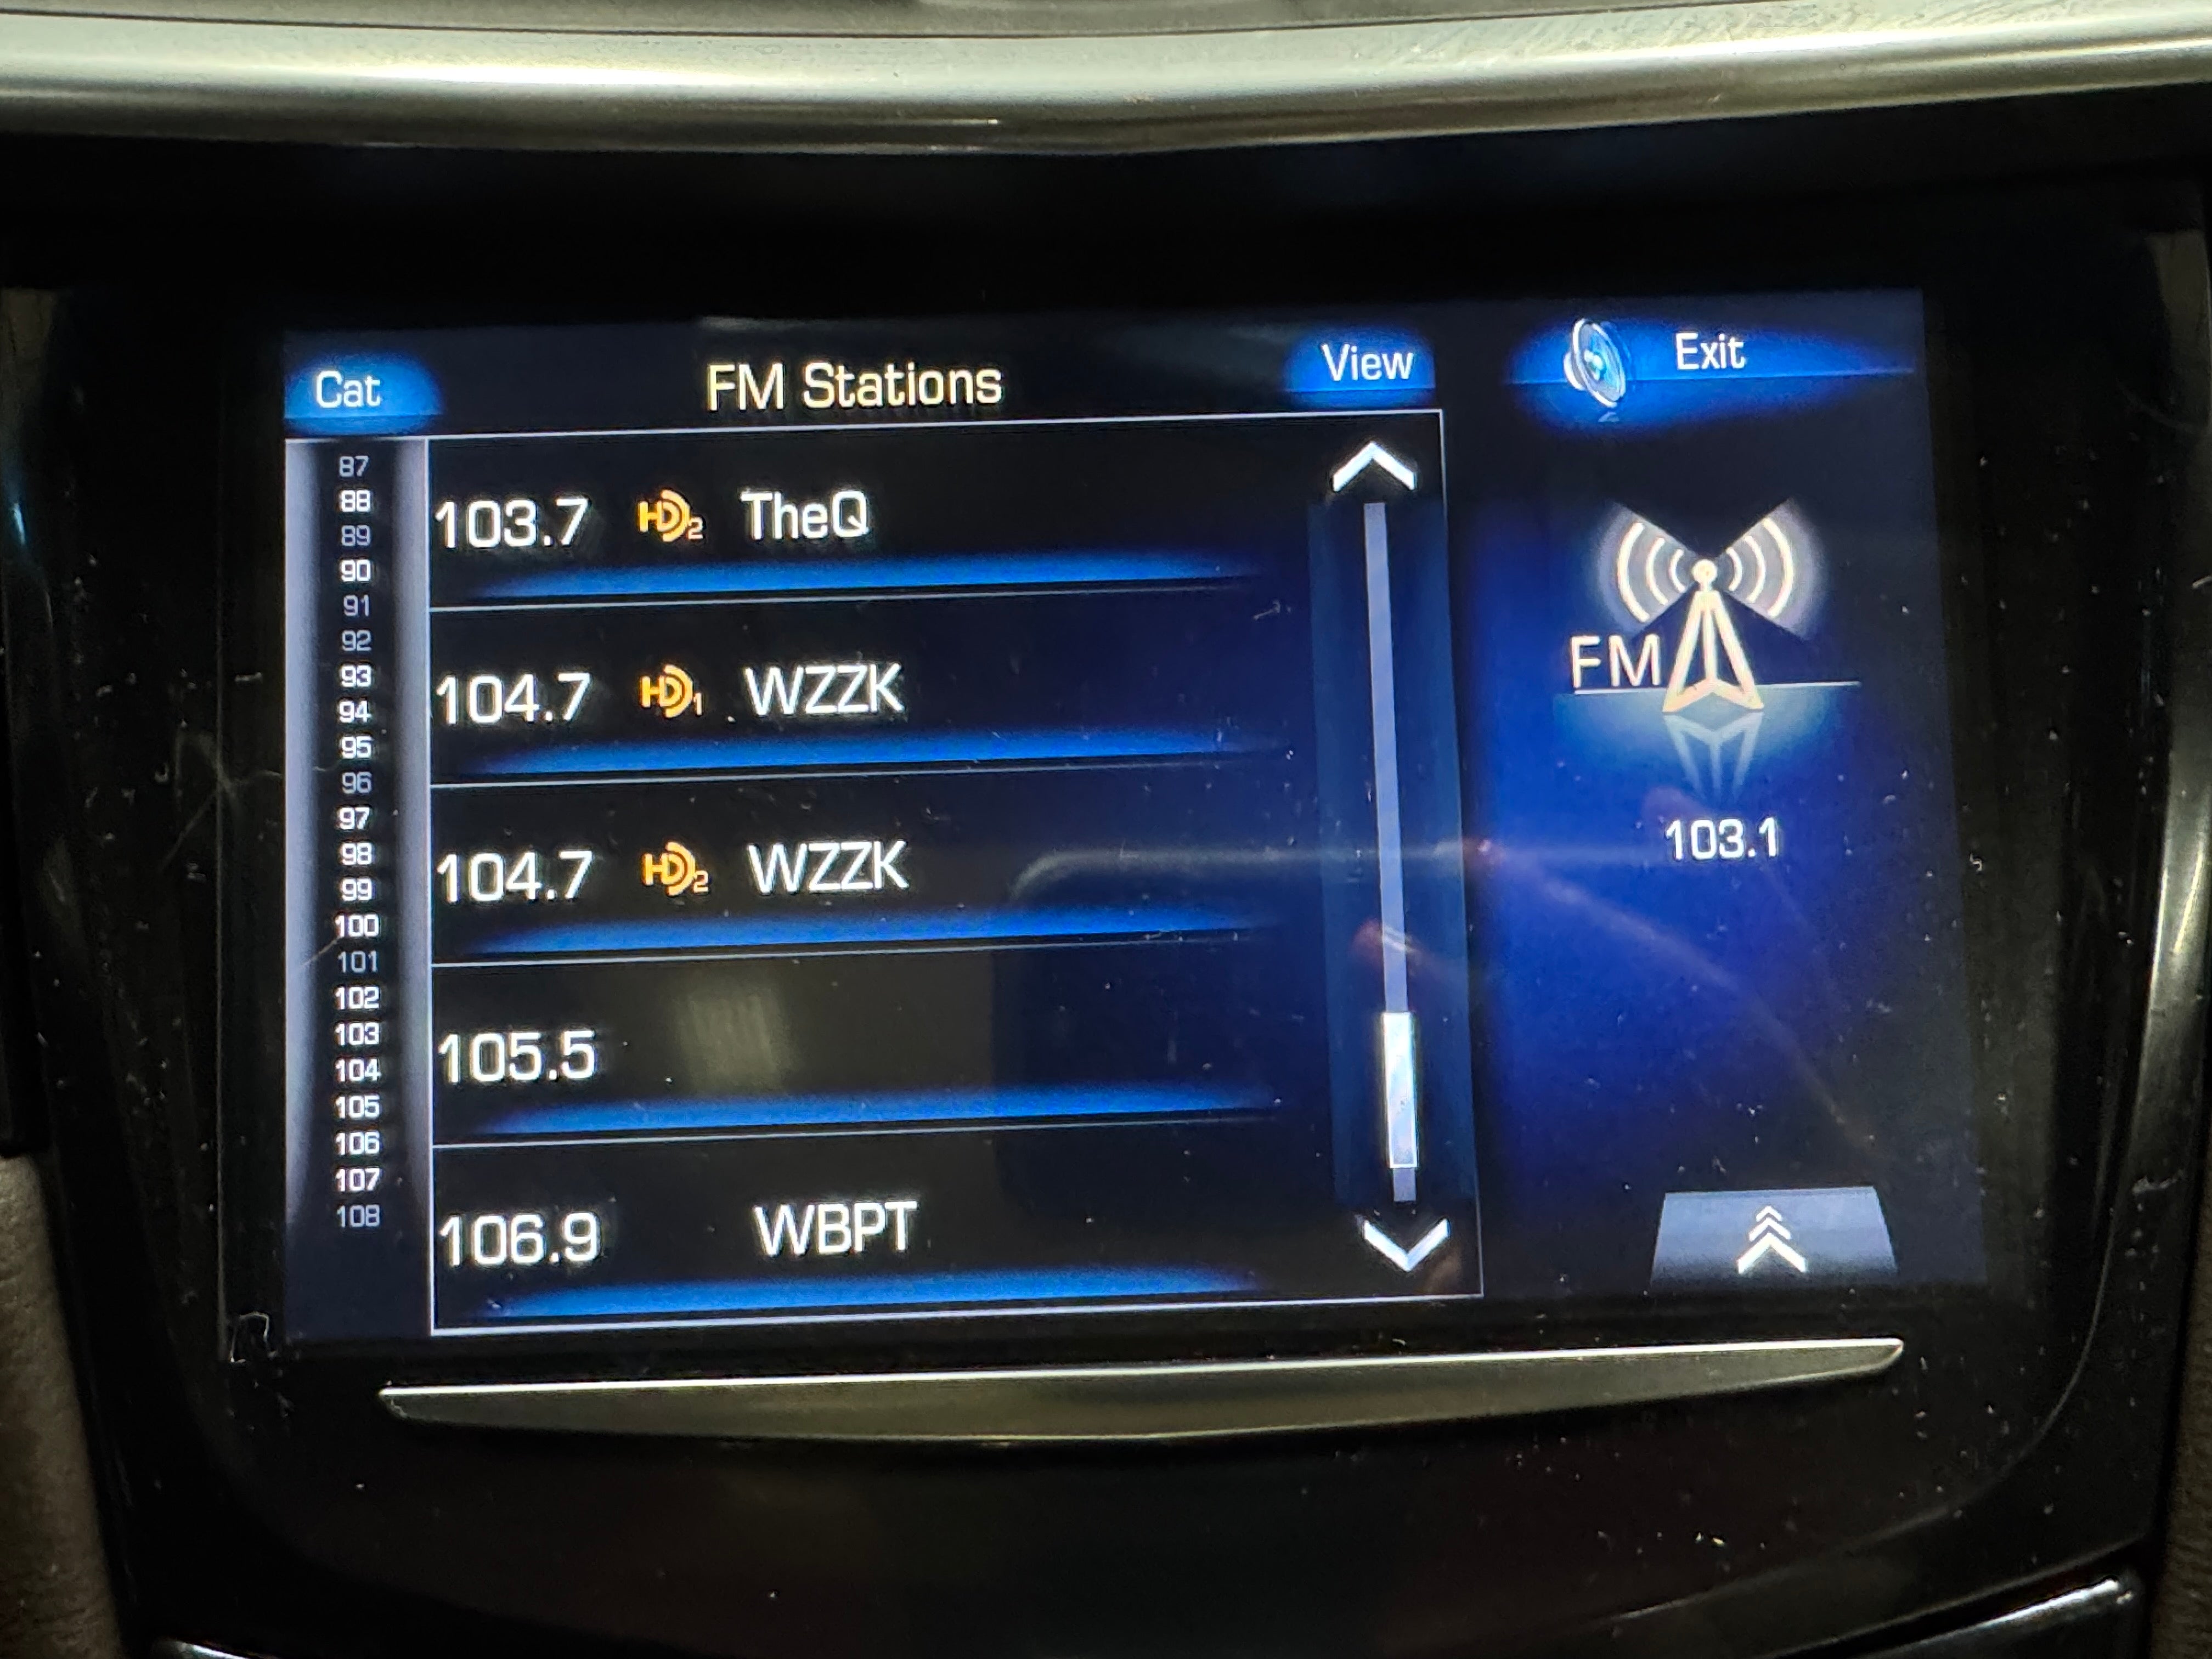 Cat
FM Stations
View
Exit
87
88
89
90
91
92
93
94
95
96
97
98
99
100
101
102
103
104
105
106
107
108
103.7 HD2 TheQ
104.7 HD1 WZZK
104.7 HD2 WZZK
105.5
106.9 WBPT
FM
103.1